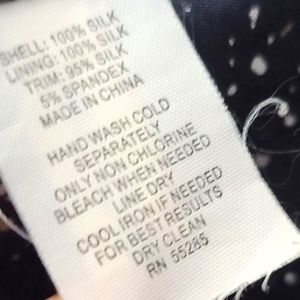 SHELL: 100% SILK
LINING: 100% SILK
TRIM: 95% SILK
5% SPANDEX
MADE IN CHINA
HAND WASH COLD
SEPARATELY
ONLY NON CHLORINE
BLEACH WHEN NEEDED
LINE DRY
COOL IRON IF NEEDED
FOR BEST RESULTS
DRY CLEAN
RN 55285